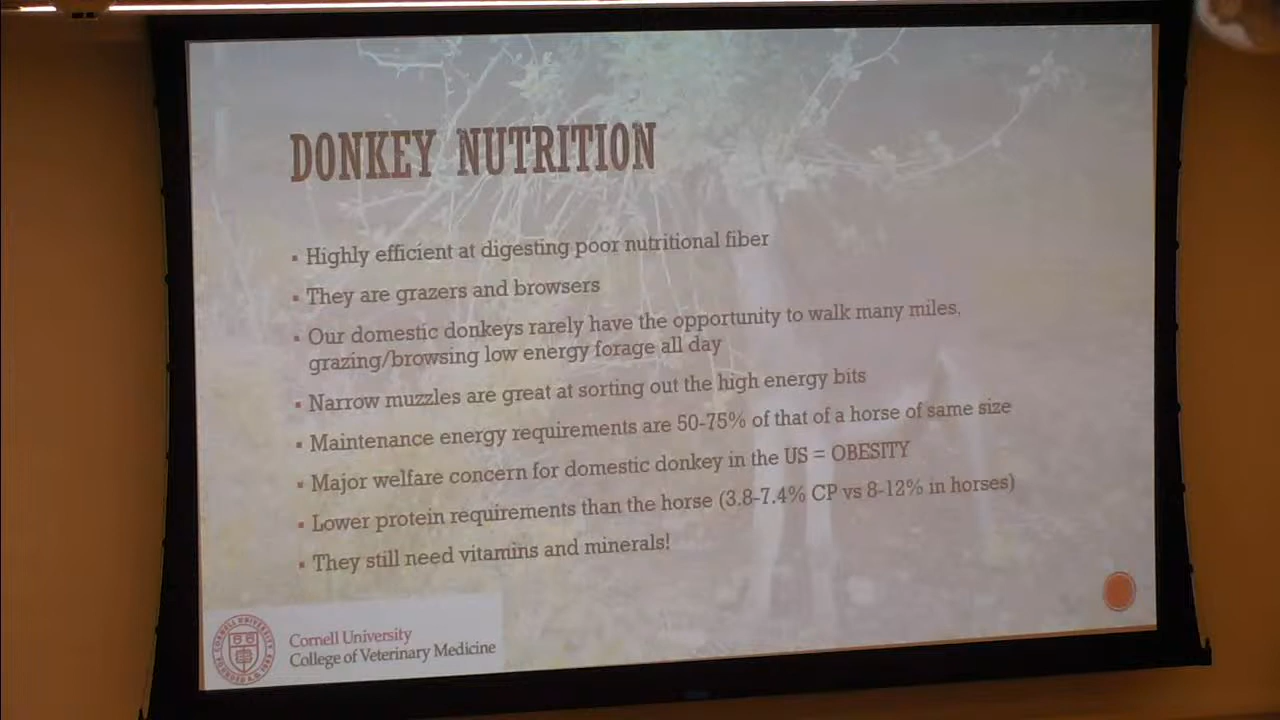 DONKEY NUTRITION
▪ Highly efficient at digesting poor nutritional fiber
▪ They are grazers and browsers
▪ Our domestic donkeys rarely have the opportunity to walk many miles,
grazing/browsing low energy forage all day
▪ Narrow muzzles are great at sorting out the high energy bits
▪ Maintenance energy requirements are 50-75% of that of a horse of same size
▪ Major welfare concern for domestic donkey in the US = OBESITY
▪ Lower protein requirements than the horse (3.8-7.4% CP vs 8-12% in horses)
▪ They still need vitamins and minerals!
Cornell University
College of Veterinary Medicine